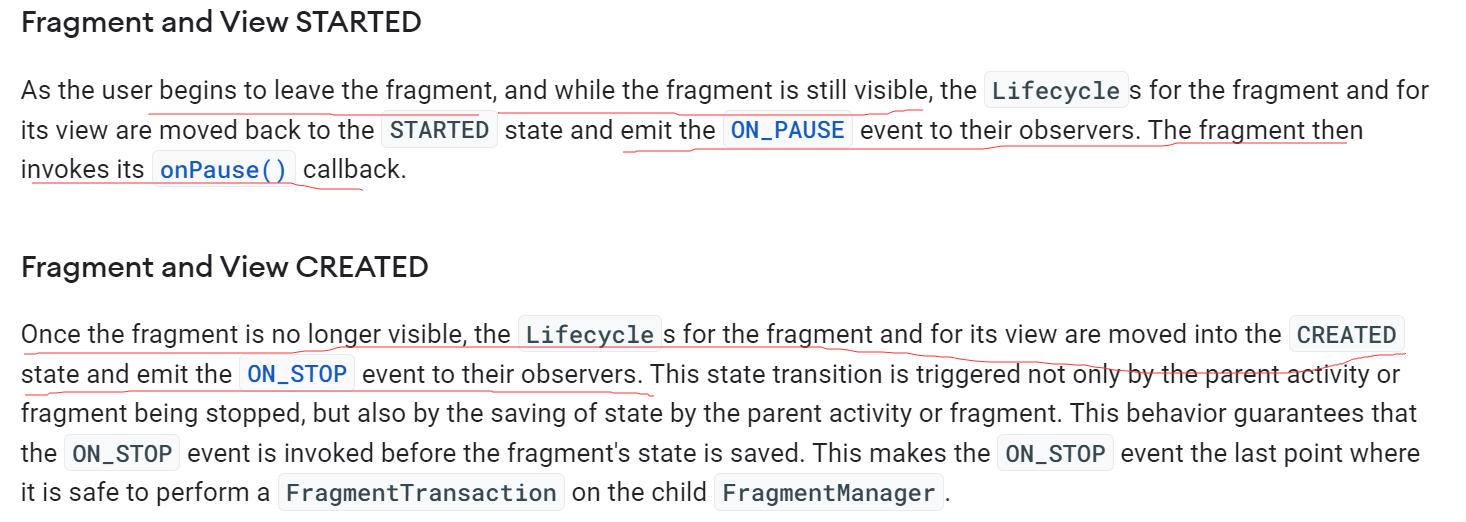 Fragment and View STARTED
As the user begins to leave the fragment, and while the fragment is still visible, the Lifecycles for the fragment and for
its view are moved back to the STARTED state and emit the ON_PAUSE event to their observers. The fragment then
invokes its onPause() callback.
Fragment and View CREATED
Once the fragment is no longer visible, the Lifecycles for the fragment and for its view are moved into the CREATED
state and emit the ON_STOP event to their observers. This state transition is triggered not only by the parent activity or
fragment being stopped, but also by the saving of state by the parent activity or fragment. This behavior guarantees that
the ON_STOP event is invoked before the fragment's state is saved. This makes the ON_STOP event the last point where
it is safe to perform a FragmentTransaction on the child FragmentManager.